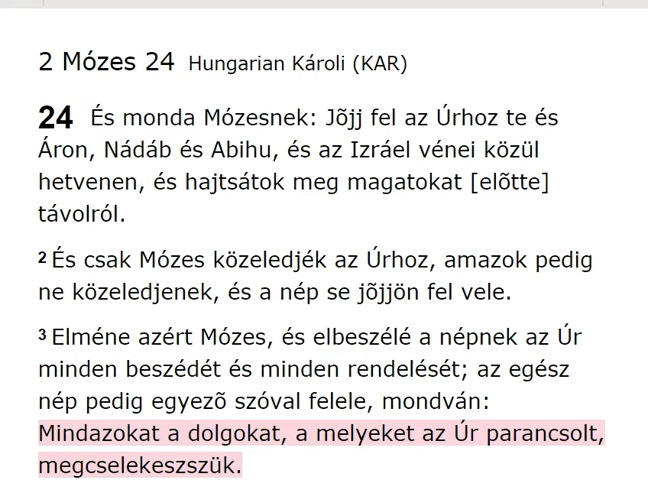 2 Mózes 24 Hungarian Károli (KAR)
24 És monda Mózesnek: Jõjj fel az Úrhoz te és
Áron, Nádáb és Abihu, és az Izráel vénei közül
hetvenen, és hajtsátok meg magatokat [elõtte]
távolról.
2 És csak Mózes közeledjék az Úrhoz, amazok pedig
ne közeledjenek, és a nép se jõjjön fel vele.
3 Elméne azért Mózes, és elbeszélé a népnek az Úr
minden beszédét és minden rendelését; az egész
nép pedig egyezõ szóval felele, mondván:
Mindazokat a dolgokat, a melyeket az Úr parancsolt,
megcselekeszszük.